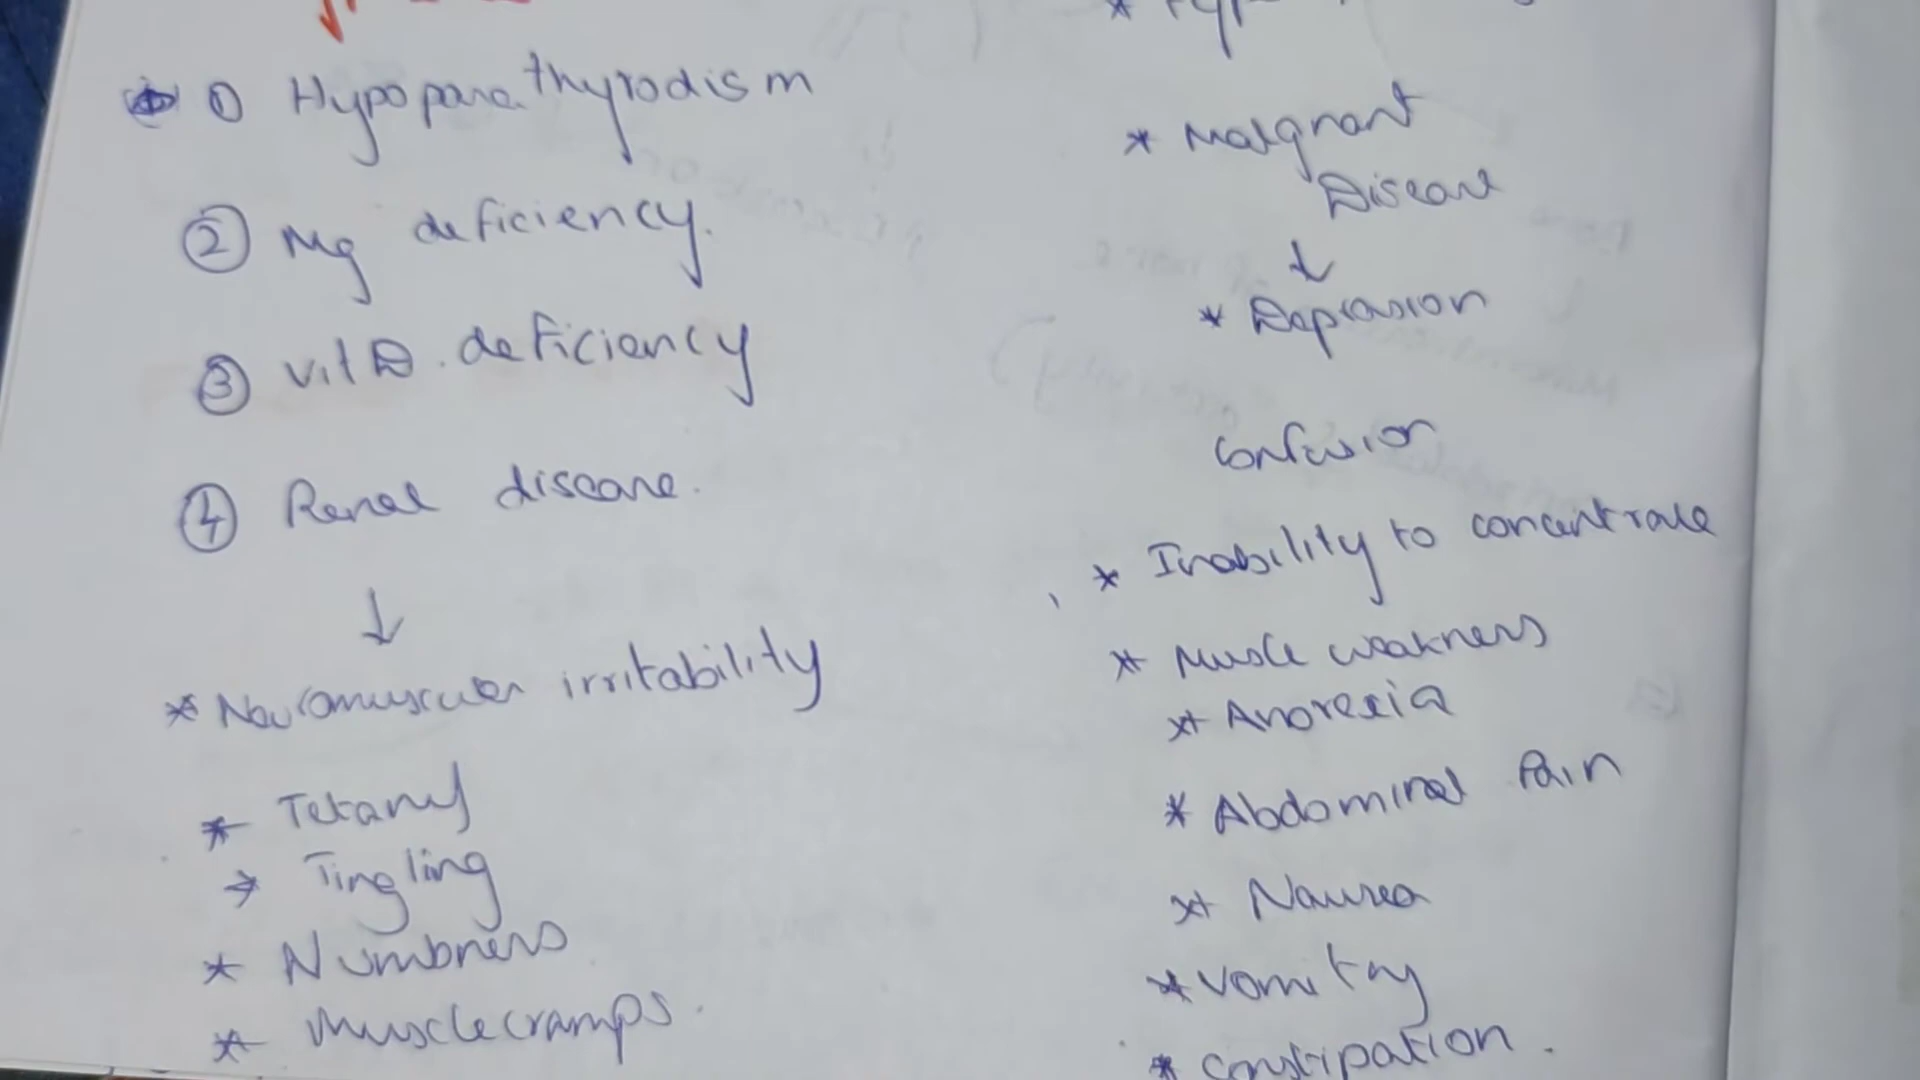 ① Hypoparathyrodism
② Mg deficiency.
③ Vit D. deficiency
④ Renal disease.
↓
* Neuromuscular irritability
* Tetany
→ Tingling
* Numbness
* Muscle cramps.
* Malgnant
Disease
↓
* Depression
Confusion
* Inability to concentrate
* Muscle weakness
* Anorexia
* Abdominal Pain
* Nausea
* Vomiting
* Constipation.